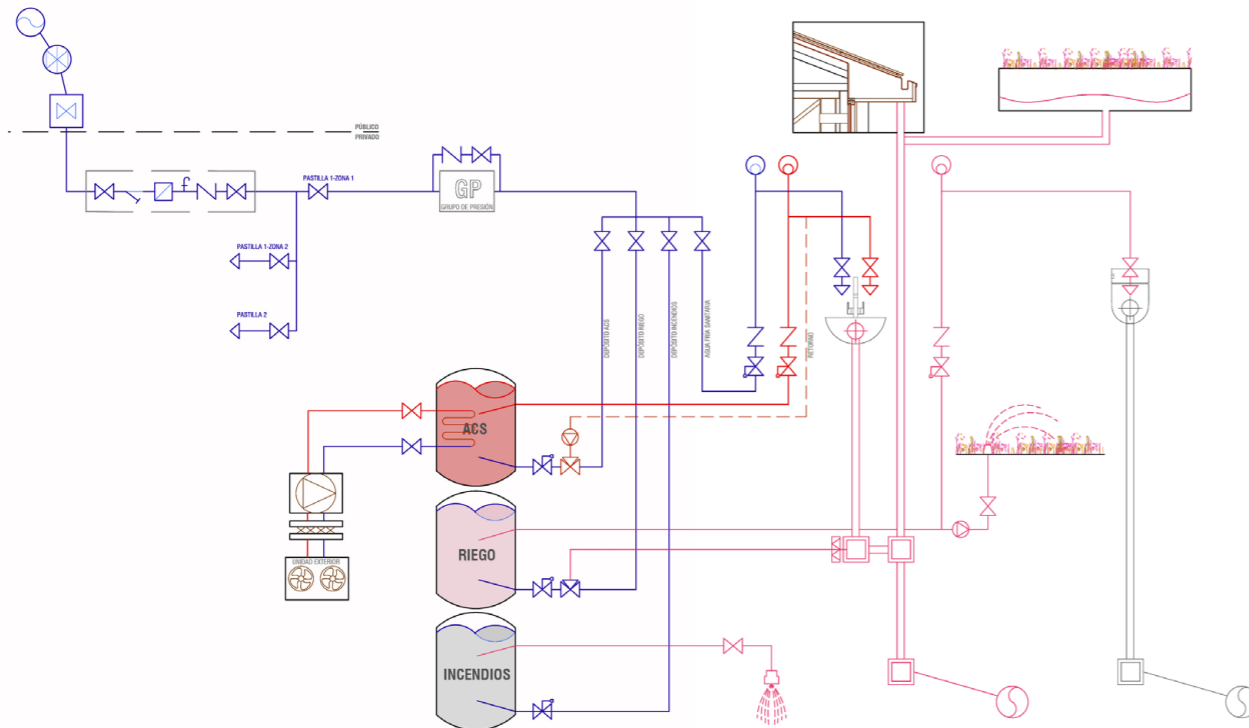 PÚBLICO
PRIVADO
PASTILLA 1-ZONA 1
GP
GRUPO DE PRESIÓN
f
PASTILLA 1-ZONA 2
PASTILLA 2
DEPÓSITO ACS
DEPÓSITO RIEGO
DEPÓSITO INCENDIOS
AGUA FRIA SANITARIA
RETORNO
ACS
RIEGO
UNIDAD EXTERIOR
INCENDIOS